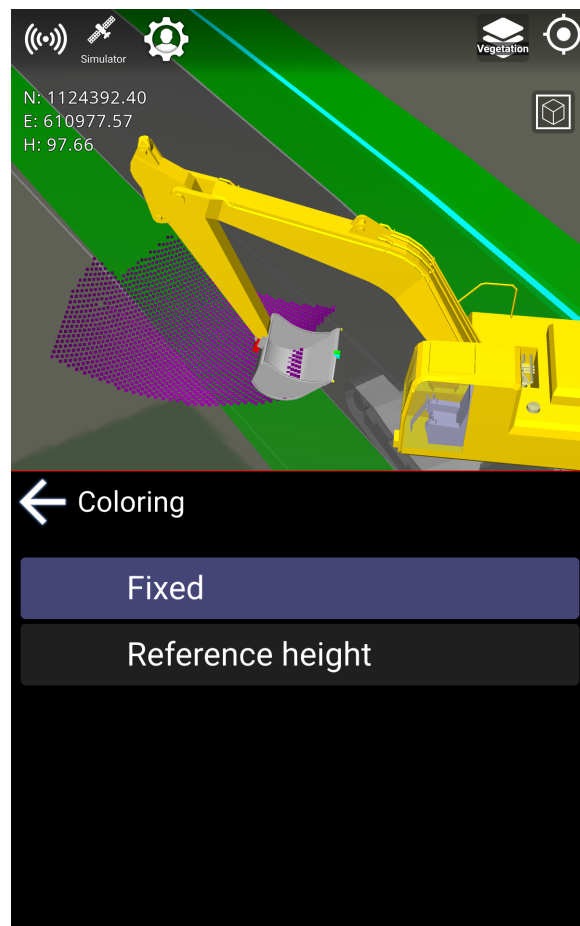 Simulator
Vegetation
N: 1124392.40
E: 610977.57
H: 97.66
Coloring
Fixed
Reference height